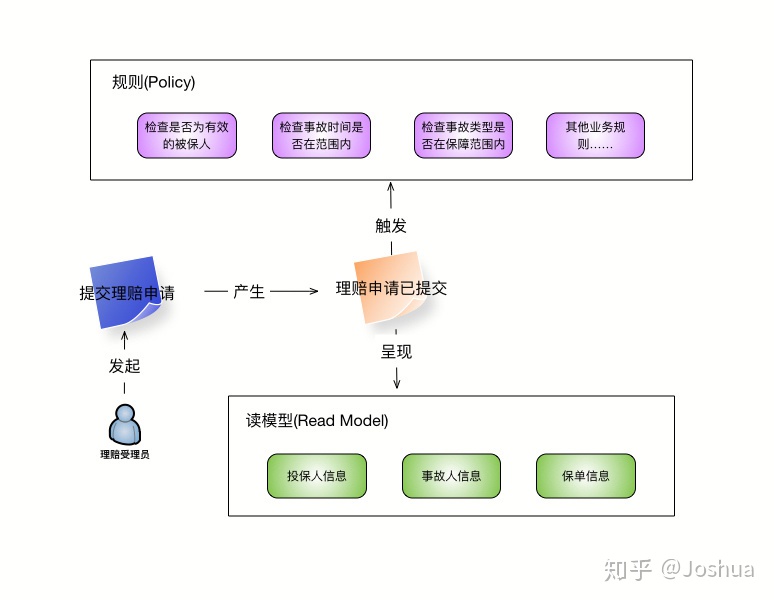 规则(Policy)
检查是否为有效
的被保人
检查事故时间是
否在范围内
检查事故类型是
否在保障范围内
其他业务规
则……
触发
提交理赔申请
产生
理赔申请已提交
发起
呈现
理赔受理员
读模型(Read Model)
投保人信息
事故人信息
保单信息
知乎 @Joshua